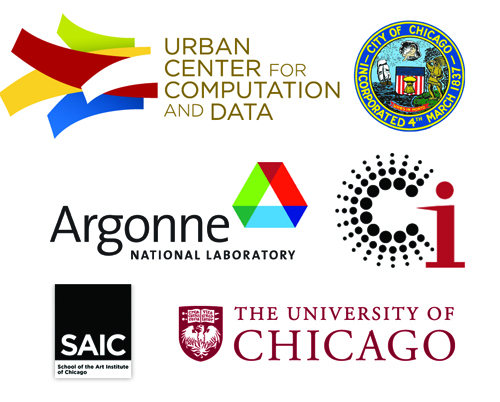 URBAN
CENTER FOR
COMPUTATION
AND DATA
CITY OF CHICAGO
INCORPORATED 4TH MARCH 1837
Argonne
NATIONAL LABORATORY
Ci
SAIC
School of the Art Institute
of Chicago
THE UNIVERSITY OF
CHICAGO